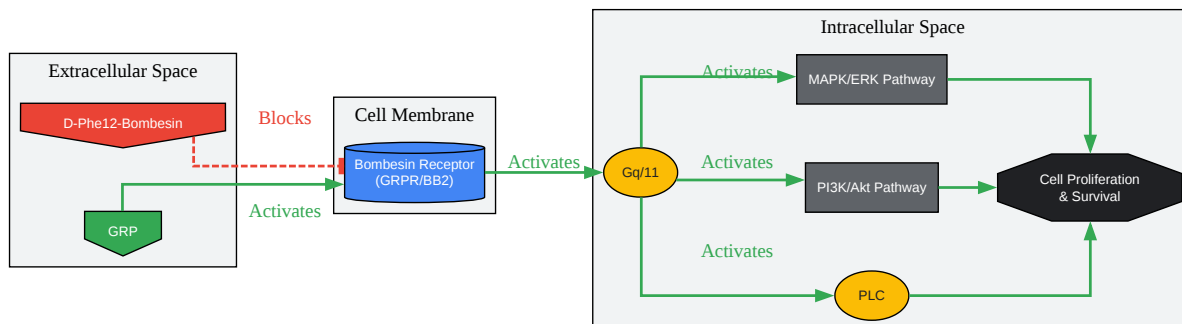 Extracellular Space
D-Phe12-Bombesin
GRP
Blocks
Activates
Cell Membrane
Bombesin Receptor
(GRPR/BB2)
Activates
Intracellular Space
Gq/11
Activates
MAPK/ERK Pathway
Activates
PI3K/Akt Pathway
Activates
PLC
Cell Proliferation
& Survival